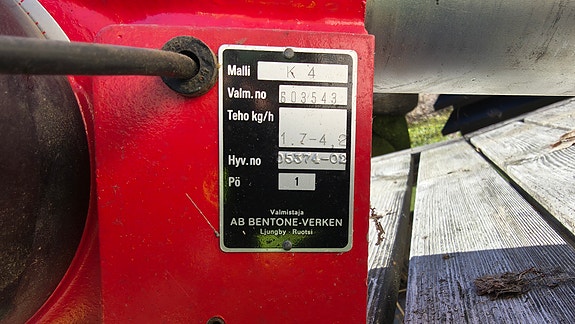 Malli K 4
Valm. no 603543
Teho kg/h
1.7-4,2
Hyv. no 05374-02
Pö 1
Valmistaja
AB BENTONE-VERKEN
Ljungby - Ruotsi